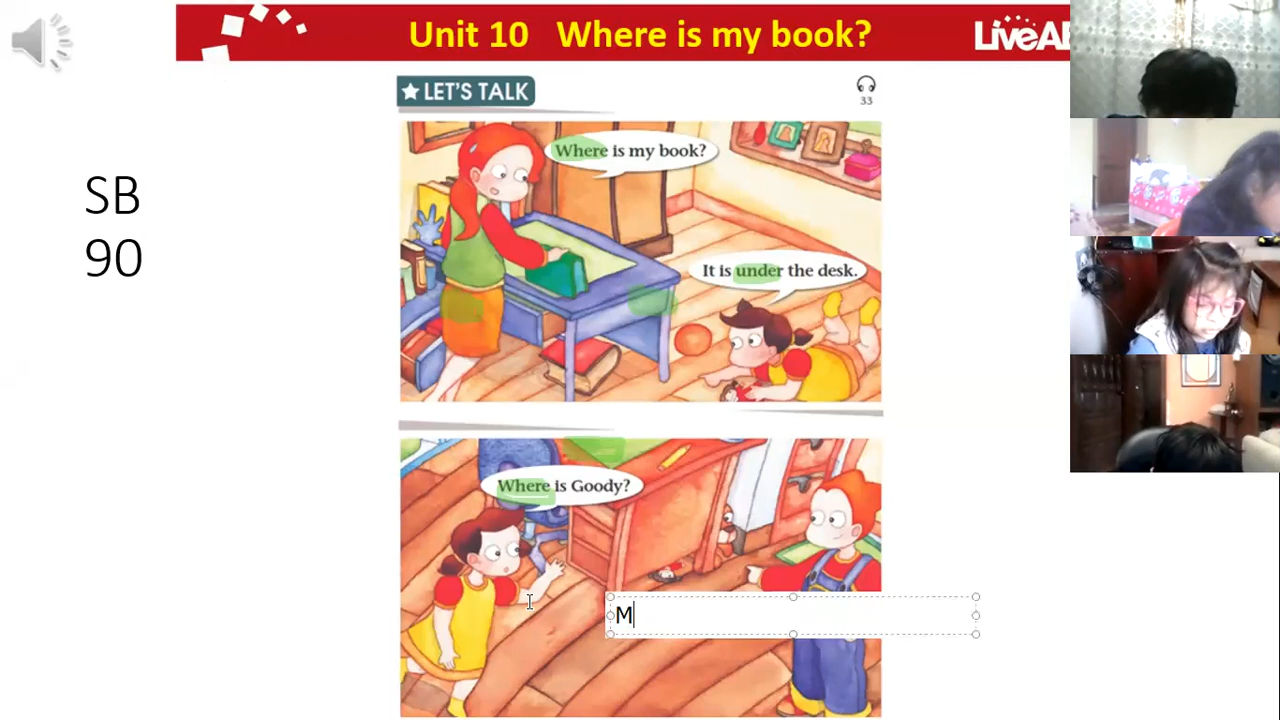 Unit 10 Where is my book?
LiveA
LET'S TALK
33
Where is my book?
SB
90
It is under the desk.
Where is Goody?
M